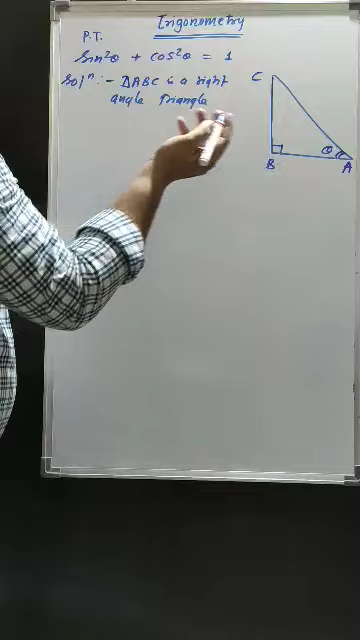 Trigonometry
P.T.
sin²θ + cos²θ = 1
Solⁿ :- ΔABC is a right
angle Triangle
C
θ
B
A